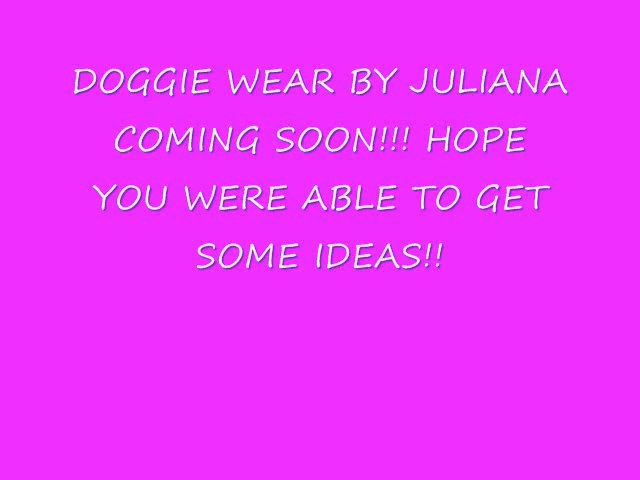 DOGGIE WEAR BY JULIANA
COMING SOON!!! HOPE
YOU WERE ABLE TO GET
SOME IDEAS!!